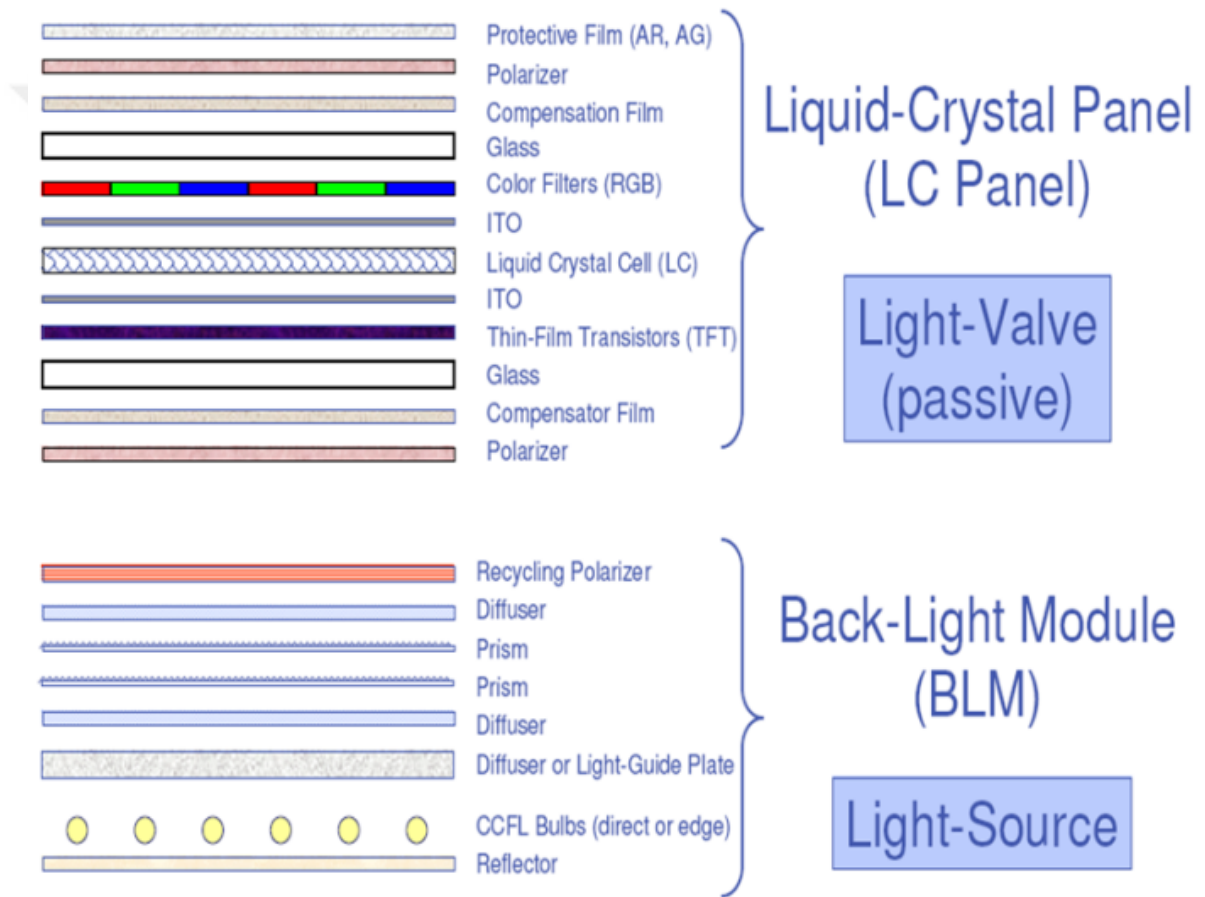 Protective Film (AR, AG)
Polarizer
Compensation Film
Glass
Color Filters (RGB)
ITO
Liquid Crystal Cell (LC)
ITO
Thin-Film Transistors (TFT)
Glass
Compensator Film
Polarizer
Liquid-Crystal Panel
(LC Panel)
Light-Valve
(passive)
Recycling Polarizer
Diffuser
Prism
Prism
Diffuser
Diffuser or Light-Guide Plate
CCFL Bulbs (direct or edge)
Reflector
Back-Light Module
(BLM)
Light-Source